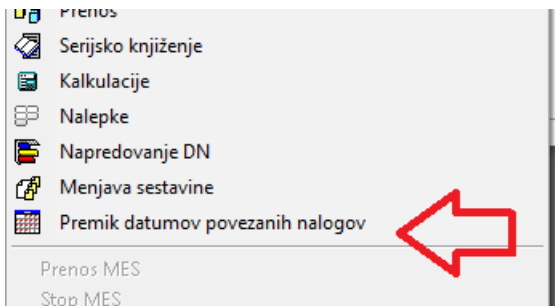 Prenos
Serijsko knjiženje
Kalkulacije
Nalepke
Napredovanje DN
Menjava sestavine
Premik datumov povezanih nalogov
Prenos MES
Stop MES